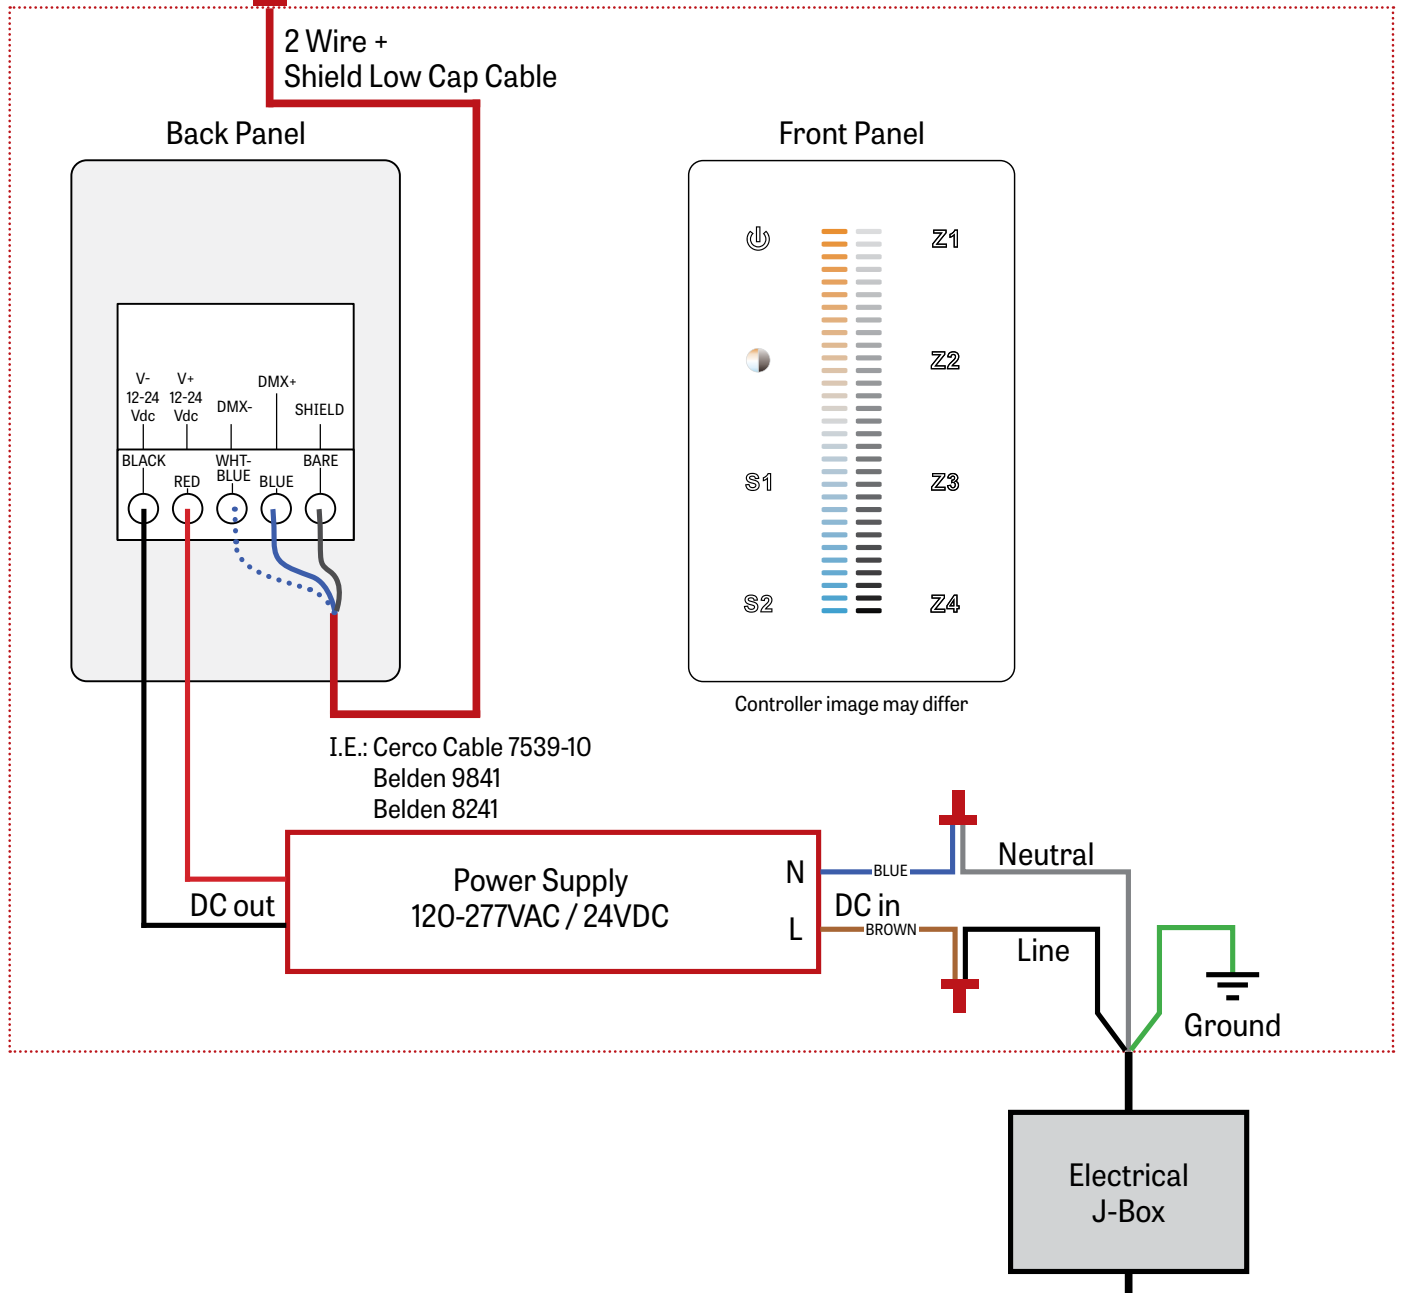 2 Wire +
Shield Low Cap Cable
Back Panel
Front Panel
V-
12-24
Vdc
V+
12-24
Vdc
DMX-
DMX+
SHIELD
BLACK
RED
WHT-
BLUE
BLUE
BARE
Z1
Z2
S1
Z3
S2
Z4
Controller image may differ
I.E.: Cerco Cable 7539-10
Belden 9841
Belden 8241
DC out
Power Supply
120-277VAC / 24VDC
N
L
BLUE
DC in
BROWN
Neutral
Line
Ground
Electrical
J-Box